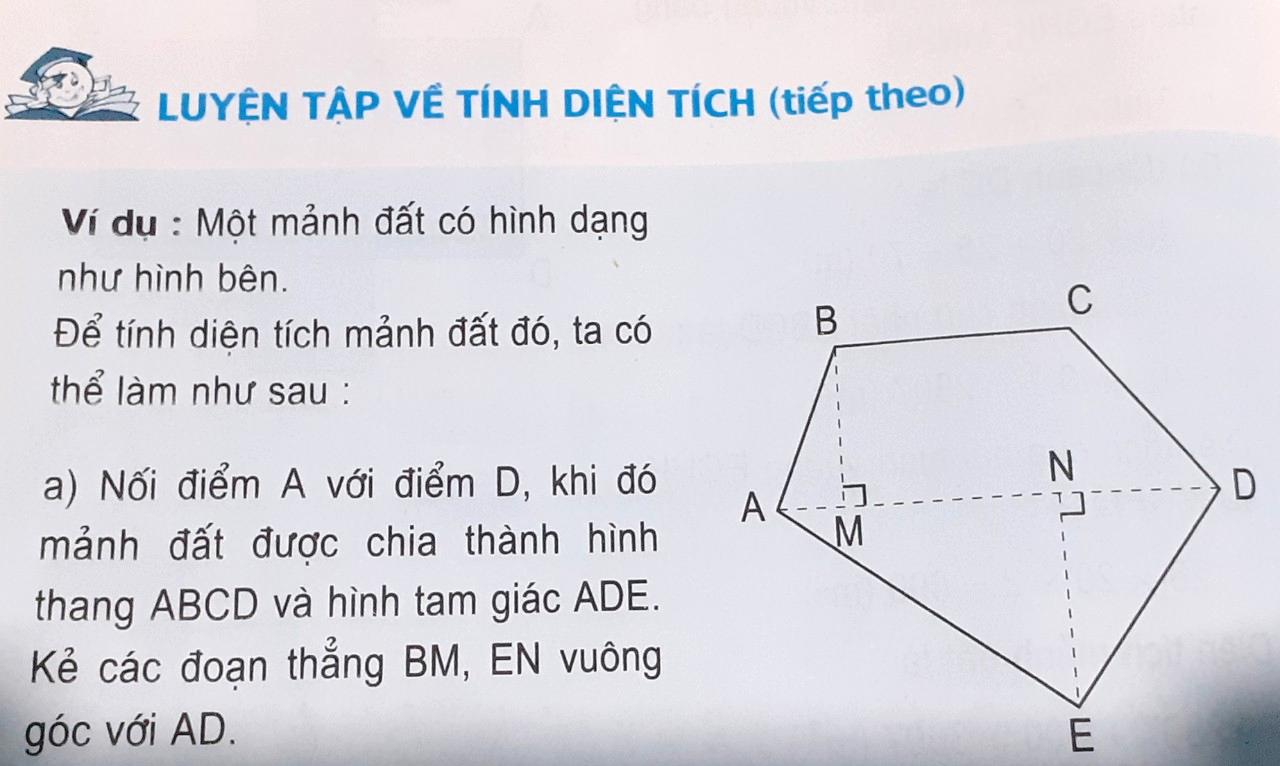 LUYỆN TẬP VỀ TÍNH DIỆN TÍCH (tiếp theo)
Ví dụ : Một mảnh đất có hình dạng
như hình bên.
Để tính diện tích mảnh đất đó, ta có
thể làm như sau :
a) Nối điểm A với điểm D, khi đó
mảnh đất được chia thành hình
thang ABCD và hình tam giác ADE.
Kẻ các đoạn thẳng BM, EN vuông
góc với AD.
B
C
A
M
N
D
E